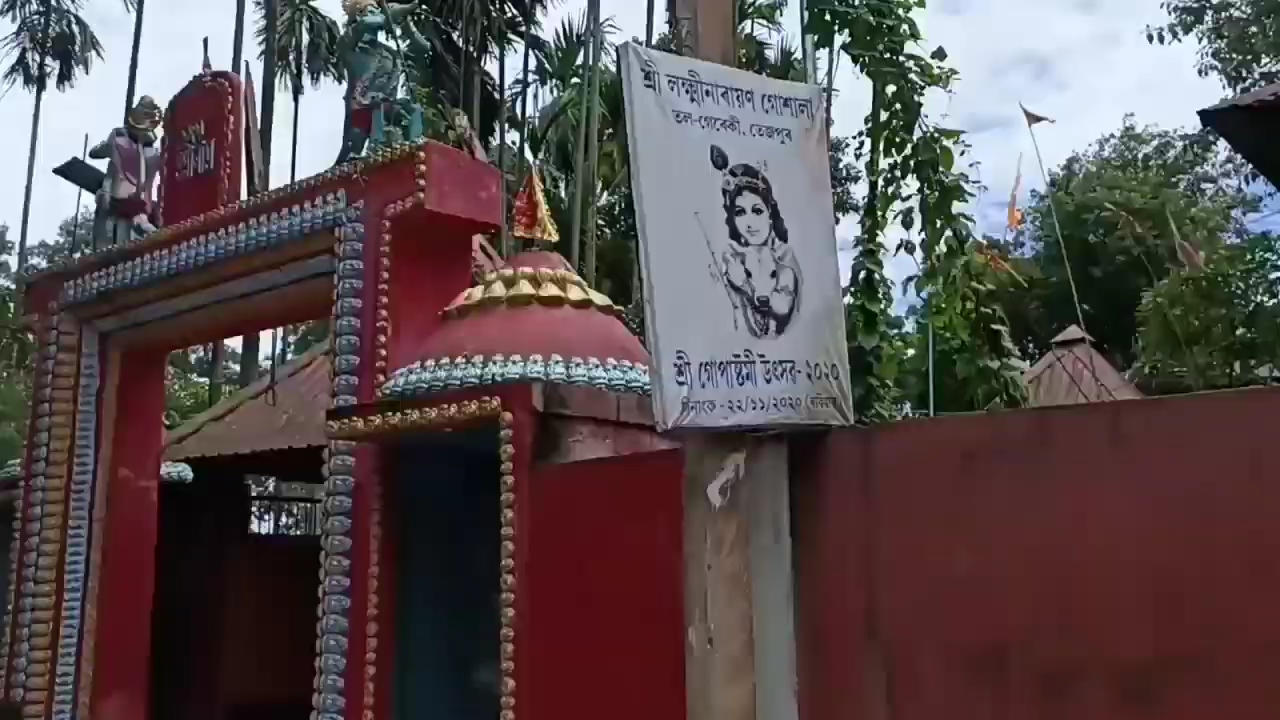 শ্ৰী লক্ষ্মীনাৰায়ণ গোশালা
তল-গেৰেকী, তেজপুৰ
শ্ৰী গোপাষ্টমী উৎসৱ- ২০২০
দিনাংক - ২২/১১/২০২০